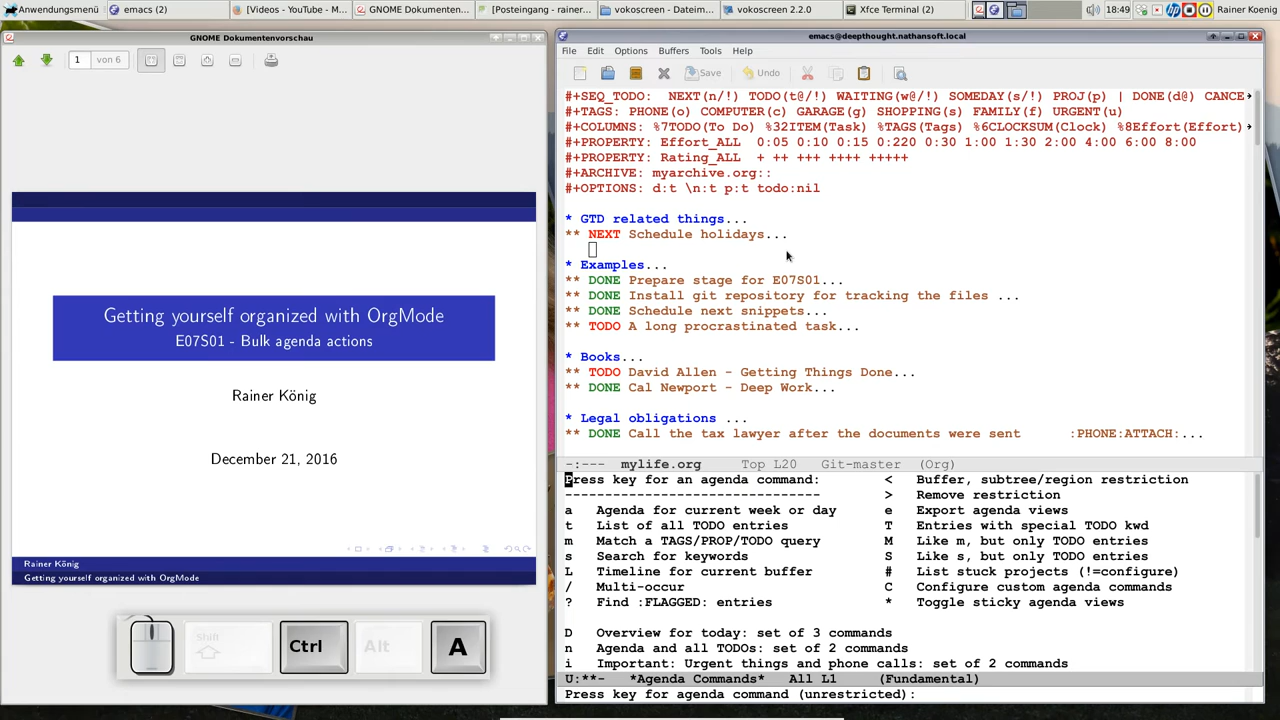 Anwendungsmenü
emacs (2)
[Videos - YouTube – M...
GNOME Dokumenten...
[Posteingang - rainer...
vokoscreen - Dateim...
vokoscreen 2.2.0
Xfce Terminal (2)
18:49
Rainer Koenig
GNOME Dokumentenvorschau
1 von 6
Getting yourself organized with OrgMode
E07S01 - Bulk agenda actions
Rainer König
December 21, 2016
Rainer König
Getting yourself organized with OrgMode
Shift
Ctrl
Alt
A
emacs@deepthought.nathansoft.local
File Edit Options Buffers Tools Help
Save Undo
#+SEQ_TODO:  NEXT(n/!) TODO(t@/!) WAITING(w@/!) SOMEDAY(s/!) PROJ(p) | DONE(d@) CANCE
#+TAGS: PHONE(o) COMPUTER(c) GARAGE(g) SHOPPING(s) FAMILY(f) URGENT(u)
#+COLUMNS: %7TODO(To Do) %32ITEM(Task) %TAGS(Tags) %6CLOCKSUM(Clock) %8Effort(Effort)
#+PROPERTY: Effort_ALL  0:05 0:10 0:15 0:220 0:30 1:00 1:30 2:00 4:00 6:00 8:00
#+PROPERTY: Rating_ALL  + ++ +++ ++++ +++++
#+ARCHIVE: myarchive.org::
#+OPTIONS: d:t \n:t p:t todo:nil
* GTD related things...
** NEXT Schedule holidays...
* Examples...
** DONE Prepare stage for E07S01...
** DONE Install git repository for tracking the files ...
** DONE Schedule next snippets...
** TODO A long procrastinated task...
* Books...
** TODO David Allen - Getting Things Done...
** DONE Cal Newport - Deep Work...
* Legal obligations ...
** DONE Call the tax lawyer after the documents were sent      :PHONE:ATTACH:...
-:--- mylife.org Top L20 Git-master (Org)
Press key for an agenda command: < Buffer, subtree/region restriction
-------------------------------- > Remove restriction
a Agenda for current week or day e Export agenda views
t List of all TODO entries T Entries with special TODO kwd
m Match a TAGS/PROP/TODO query M Like m, but only TODO entries
s Search for keywords S Like s, but only TODO entries
L Timeline for current buffer # List stuck projects (!=configure)
/ Multi-occur C Configure custom agenda commands
? Find :FLAGGED: entries * Toggle sticky agenda views
D Overview for today: set of 3 commands
n Agenda and all TODOs: set of 2 commands
i Important: Urgent things and phone calls: set of 2 commands
U:**- *Agenda Commands* All L1 (Fundamental)
Press key for agenda command (unrestricted):